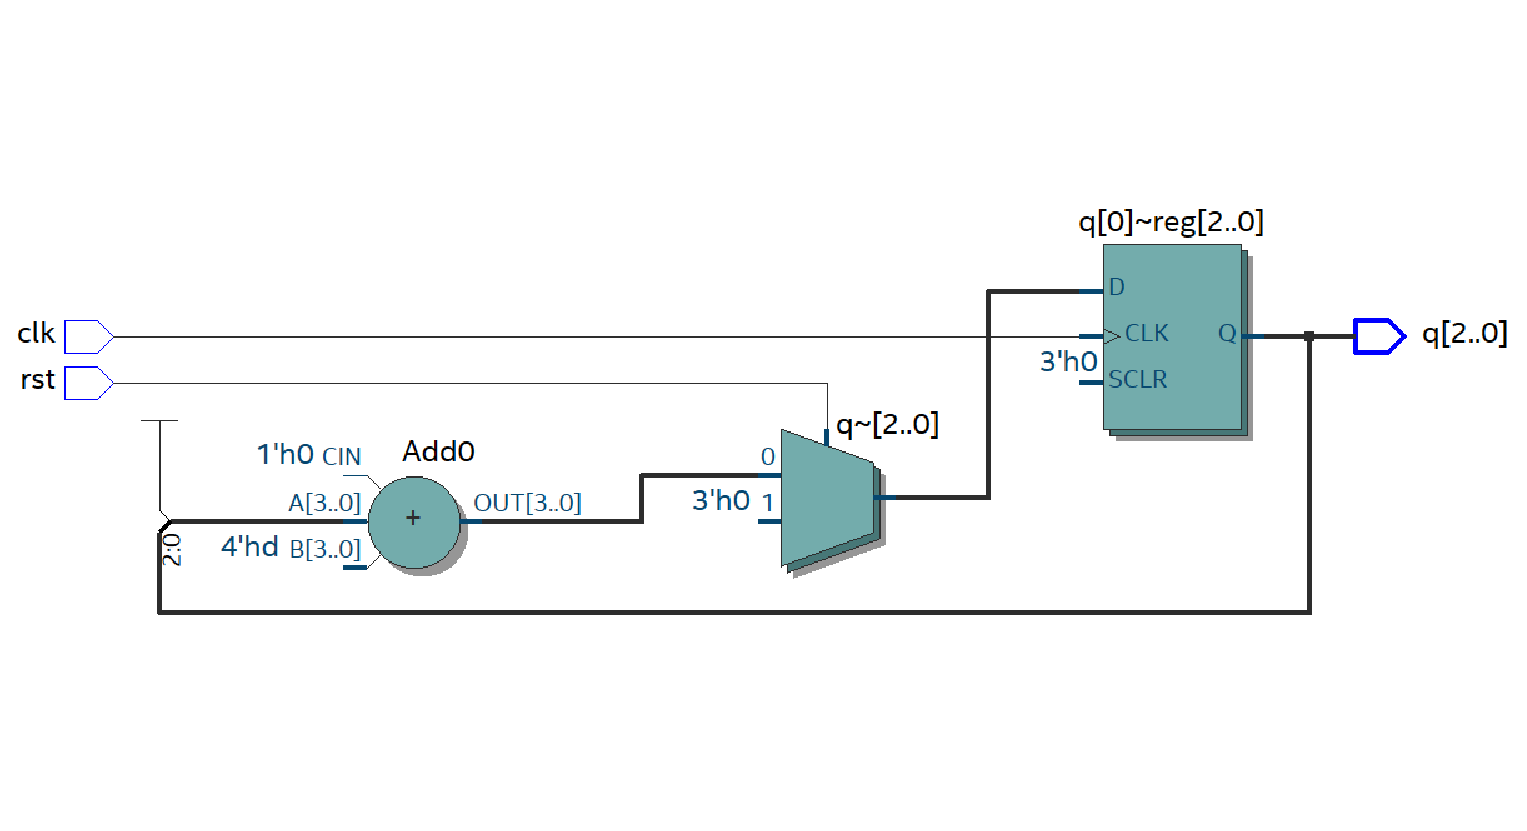 q[0]~reg[2..0]
D
clk
CLK
Q
q[2..0]
3'h0
rst
SCLR
q~[2..0]
Add0
1'h0 CIN
0
A[3..0]
OUT[3..0]
3'h0 1
+
4'hd B[3..0]
2:0